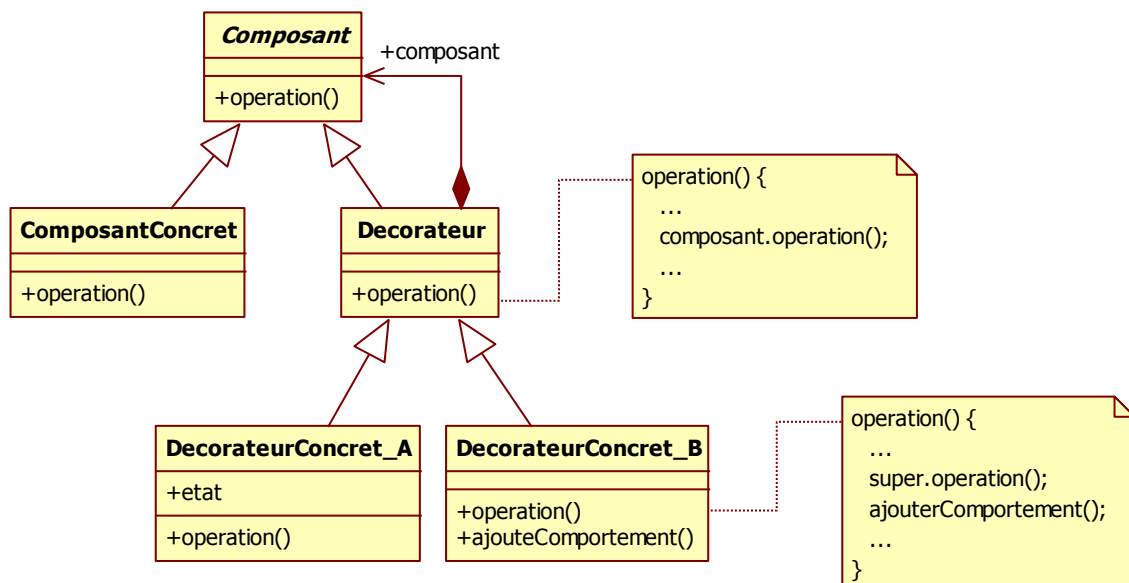 Composant
+composant
+operation()
ComposantConcret
+operation()
Decorateur
+operation()
operation() {
...
composant.operation();
...
}
DecorateurConcret_A
+etat
+operation()
DecorateurConcret_B
+operation()
+ajouteComportement()
operation() {
...
super.operation();
ajouterComportement();
...
}